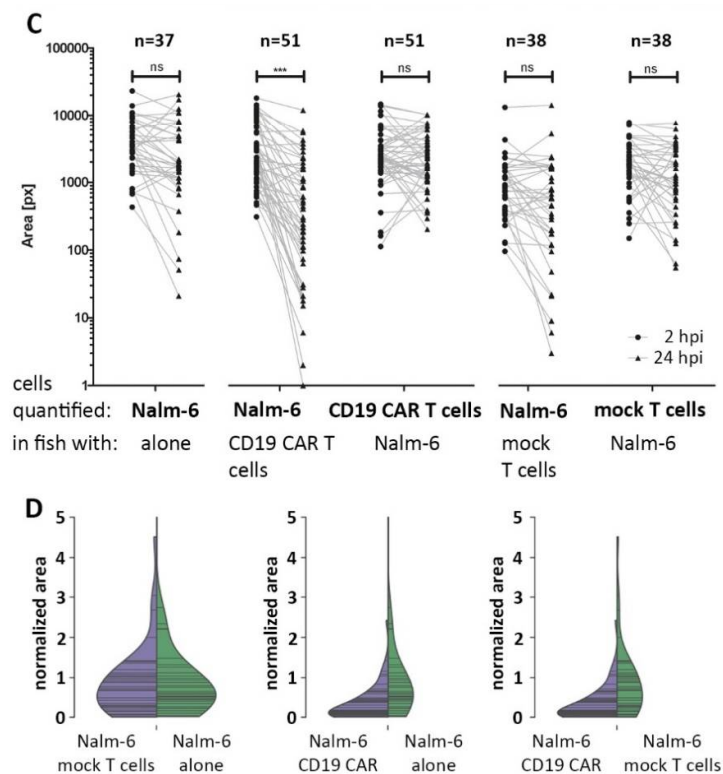 C
n=37 n=51 n=51 n=38 n=38
ns *** ns ns ns
100000
10000
1000
100
10
1
Area [px]
2 hpi
24 hpi
cells
quantified: Nalm-6 Nalm-6 CD19 CAR T cells Nalm-6 mock T cells
in fish with: alone CD19 CAR T Nalm-6 mock Nalm-6
cells T cells
D
5 5 5
4 4 4
3 3 3
2 2 2
1 1 1
0 0 0
normalized area normalized area normalized area
Nalm-6 Nalm-6 Nalm-6 Nalm-6 Nalm-6 Nalm-6
mock T cells alone CD19 CAR alone CD19 CAR mock T cells